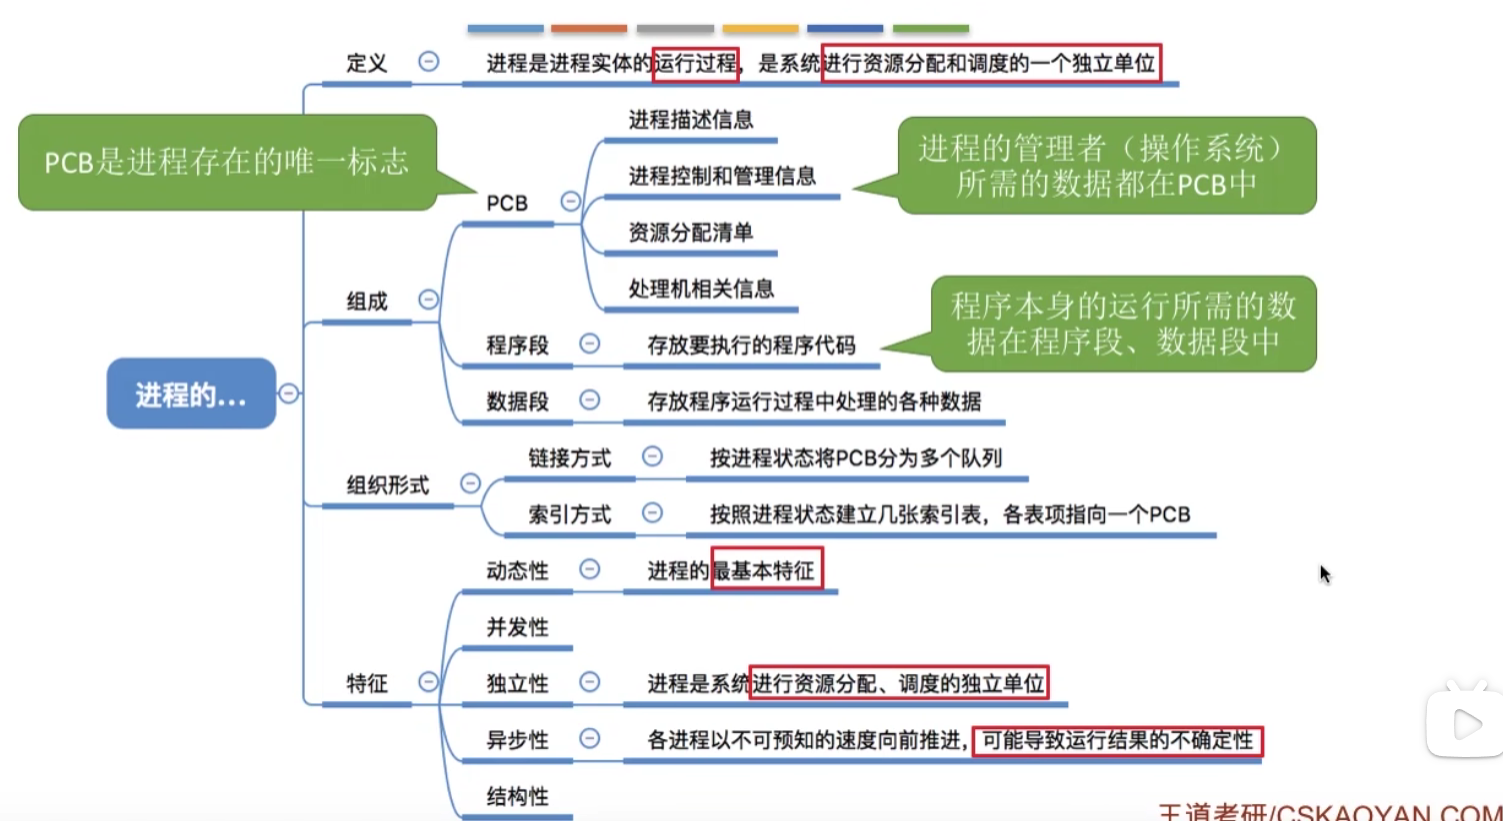 定义
进程是进程实体的运行过程，是系统进行资源分配和调度的一个独立单位
PCB是进程存在的唯一标志
进程描述信息
进程控制和管理信息
进程的管理者（操作系统）
所需的数据都在PCB中
PCB
资源分配清单
处理机相关信息
组成
程序本身的运行所需的数
据在程序段、数据段中
程序段
存放要执行的程序代码
进程的...
数据段
存放程序运行过程中处理的各种数据
链接方式
按进程状态将PCB分为多个队列
组织形式
索引方式
按照进程状态建立几张索引表，各表项指向一个PCB
动态性
进程的最基本特征
并发性
特征
独立性
进程是系统进行资源分配、调度的独立单位
异步性
各进程以不可预知的速度向前推进，可能导致运行结果的不确定性
结构性
王道考研/CSKAOYAN.COM